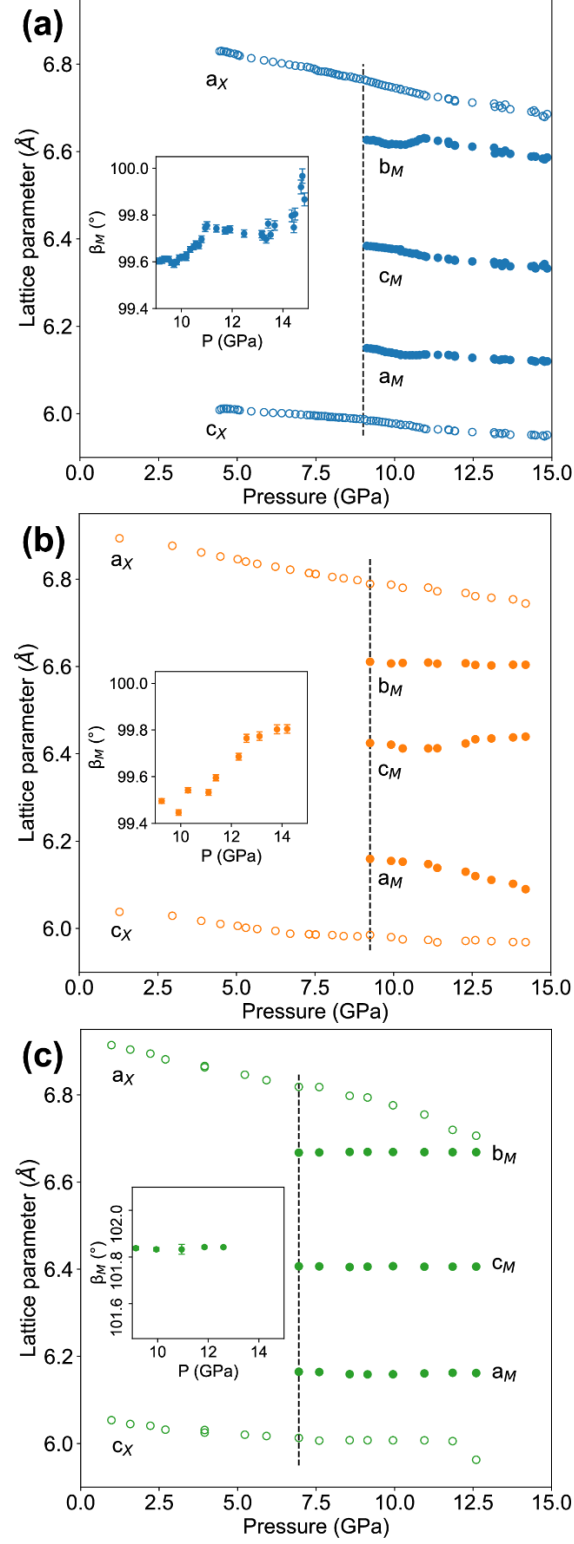 (a)
Lattice parameter (Å)
6.8
6.6
6.4
6.2
6.0
a_X
b_M
c_M
a_M
c_X
β_M (°)
100.0
99.8
99.6
99.4
10 12 14
P (GPa)
0.0 2.5 5.0 7.5 10.0 12.5 15.0
Pressure (GPa)
(b)
Lattice parameter (Å)
6.8
6.6
6.4
6.2
6.0
a_X
b_M
c_M
a_M
c_X
β_M (°)
100.0
99.8
99.6
99.4
10 12 14
P (GPa)
0.0 2.5 5.0 7.5 10.0 12.5 15.0
Pressure (GPa)
(c)
Lattice parameter (Å)
6.8
6.6
6.4
6.2
6.0
a_X
b_M
c_M
a_M
c_X
β_M (°)
102.0
101.8
101.6
10 12 14
P (GPa)
0.0 2.5 5.0 7.5 10.0 12.5 15.0
Pressure (GPa)